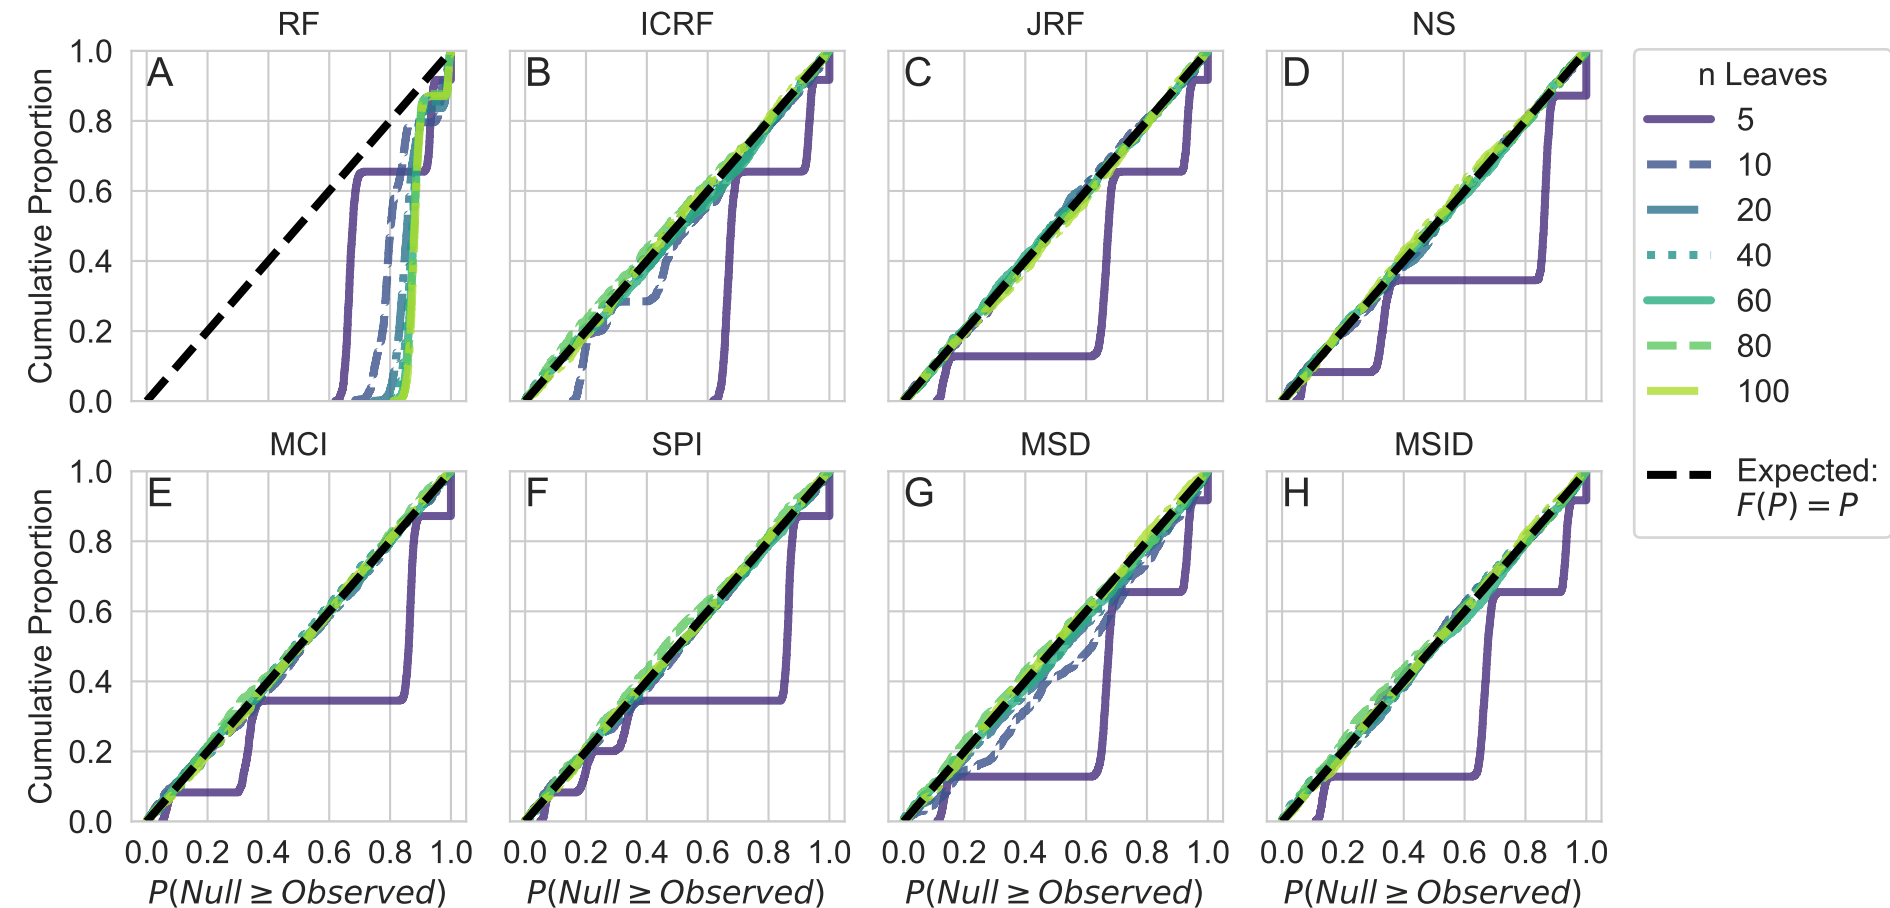 RF ICRF JRF NS
A B C D
1.0
0.8
0.6
0.4
0.2
0.0
Cumulative Proportion
n Leaves
5
10
20
40
60
80
100
Expected:
F(P) = P
MCI SPI MSD MSID
E F G H
1.0
0.8
0.6
0.4
0.2
0.0
Cumulative Proportion
0.0 0.2 0.4 0.6 0.8 1.0 0.0 0.2 0.4 0.6 0.8 1.0 0.0 0.2 0.4 0.6 0.8 1.0 0.0 0.2 0.4 0.6 0.8 1.0
P(Null ≥ Observed) P(Null ≥ Observed) P(Null ≥ Observed) P(Null ≥ Observed)